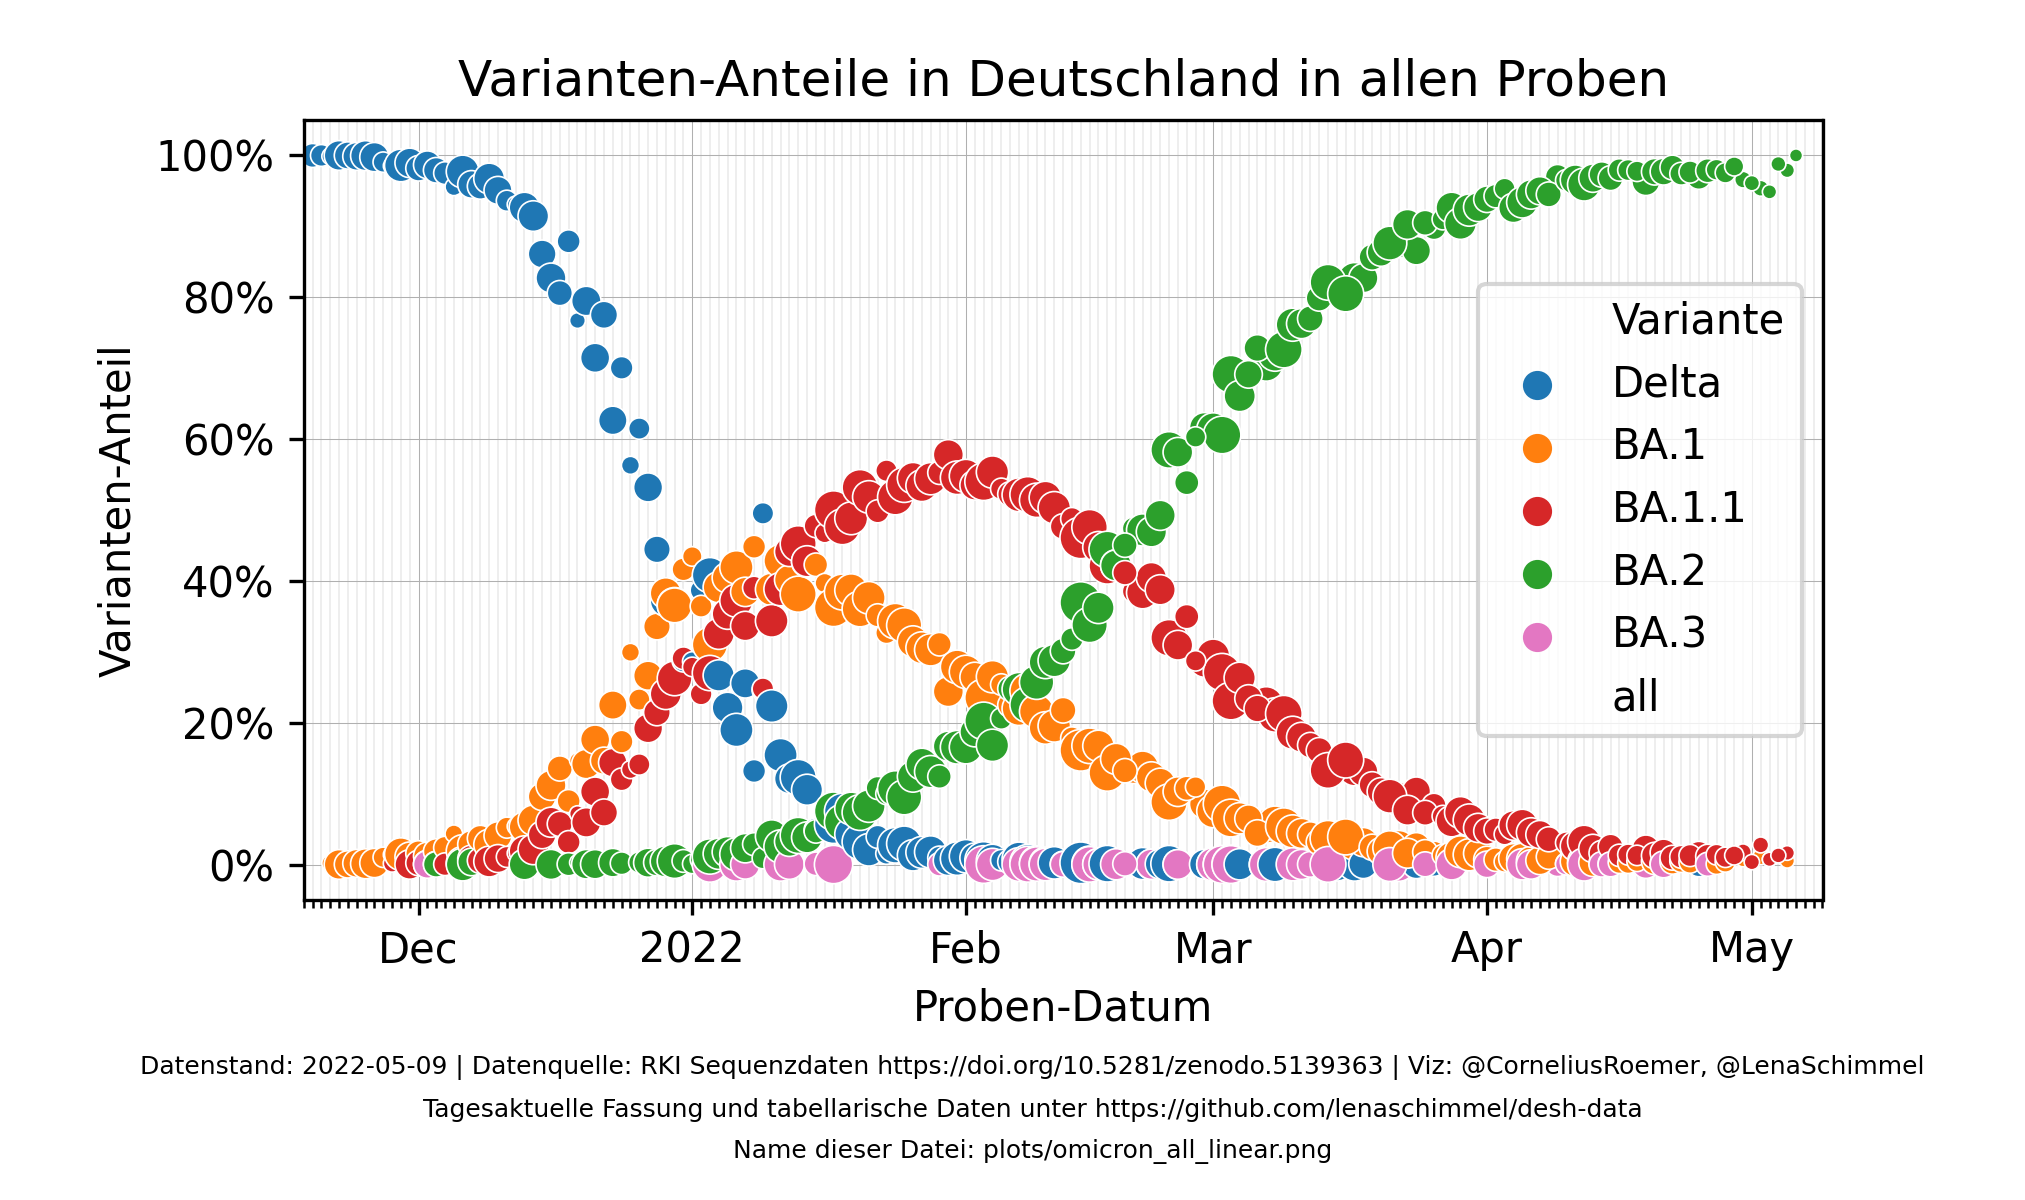 Varianten-Anteile in Deutschland in allen Proben
Varianten-Anteil
100%
80%
60%
40%
20%
0%
Variante
Delta
BA.1
BA.1.1
BA.2
BA.3
all
Dec
2022
Feb
Mar
Apr
May
Proben-Datum
Datenstand: 2022-05-09 | Datenquelle: RKI Sequenzdaten https://doi.org/10.5281/zenodo.5139363 | Viz: @CorneliusRoemer, @LenaSchimmel
Tagesaktuelle Fassung und tabellarische Daten unter https://github.com/lenaschimmel/desh-data
Name dieser Datei: plots/omicron_all_linear.png